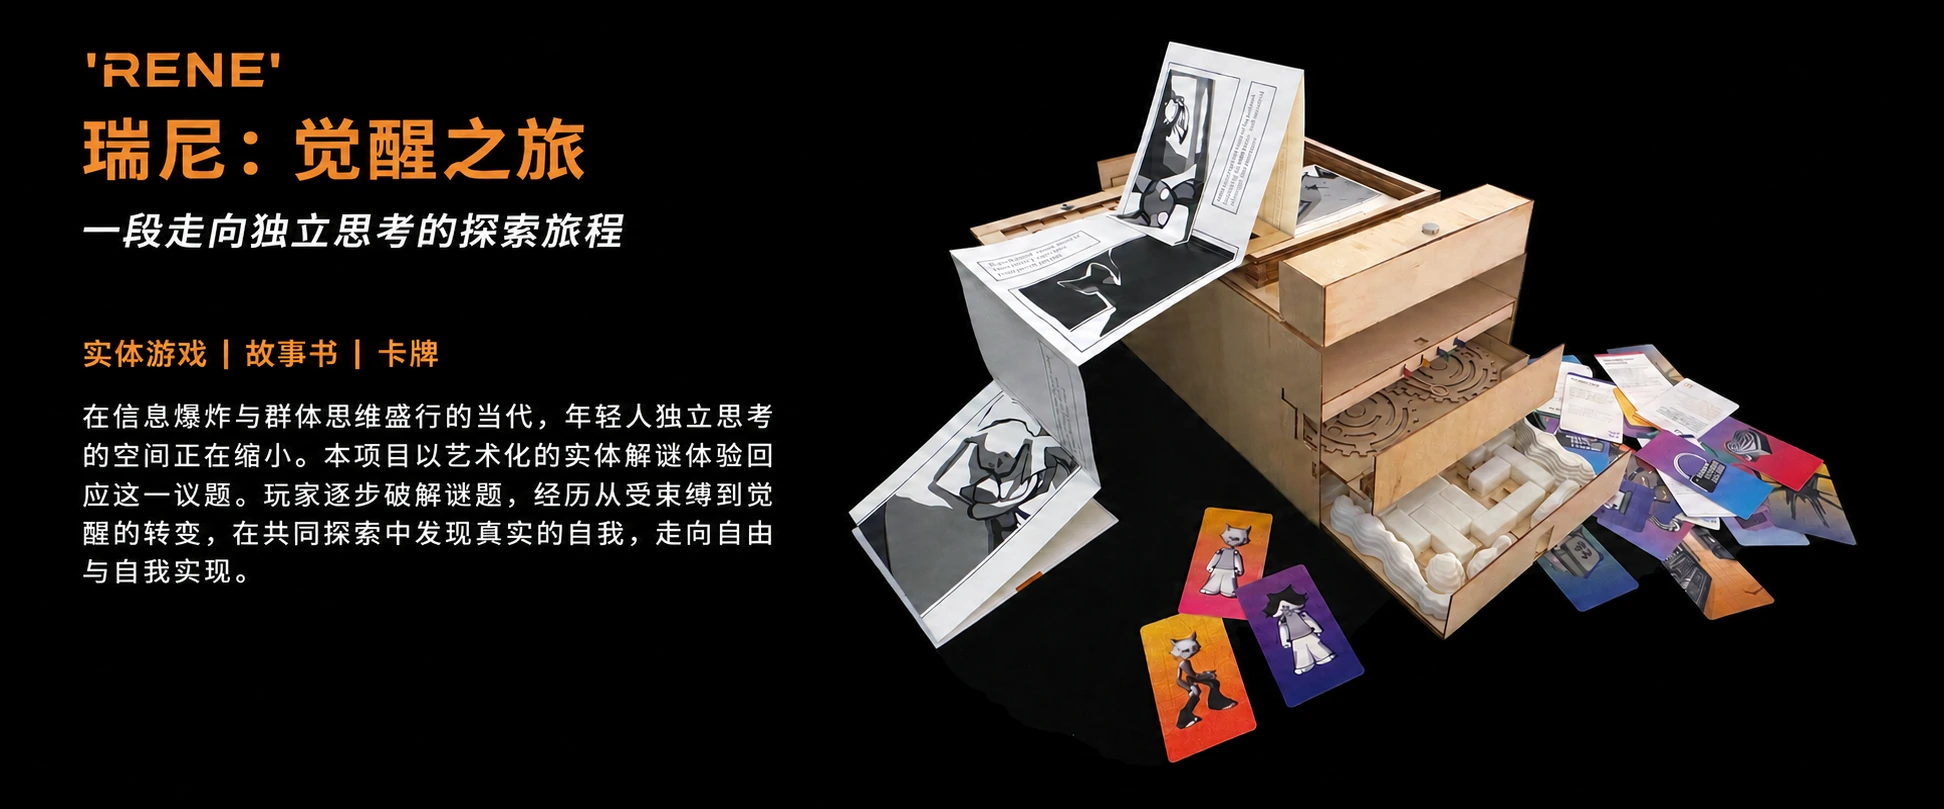 'RENE'
瑞尼：觉醒之旅
一段走向独立思考的探索旅程
实体游戏 | 故事书 | 卡牌
在信息爆炸与群体思维盛行的当代，年轻人独立思考
的空间正在缩小。本项目以艺术化的实体解谜体验回
应这一议题。玩家逐步破解谜题，经历从受束缚到觉
醒的转变，在共同探索中发现真实的自我，走向自由
与自我实现。